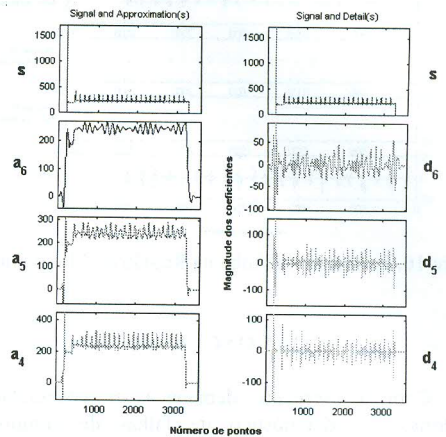 Signal and Approximation(s)
1500
1000
500
0
s
a6
200
100
0
a5
300
200
100
0
a4
400
200
0
1000 2000 3000
Signal and Detail(s)
1500
1000
500
0
s
Magnitude dos coeficientes
50
0
-50
-100
d6
100
0
-100
d5
100
0
-100
d4
1000 2000 3000
Número de pontos